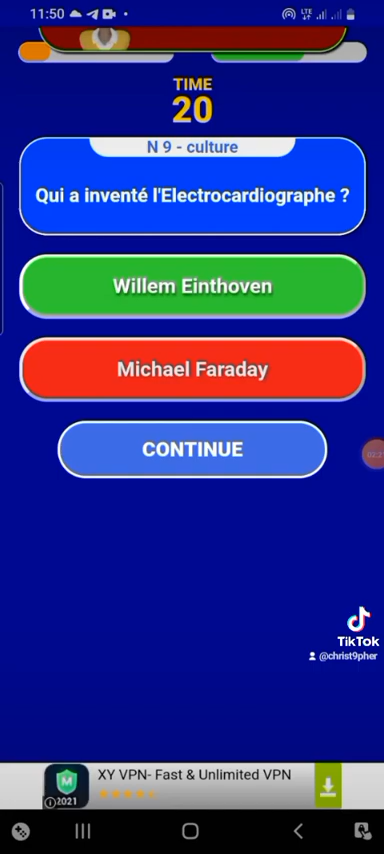 11:50
LTE
TIME
20
N 9 - culture
Qui a inventé l'Electrocardiographe ?
Willem Einthoven
Michael Faraday
CONTINUE
TikTok
@christ9pher
XY VPN- Fast & Unlimited VPN
2021